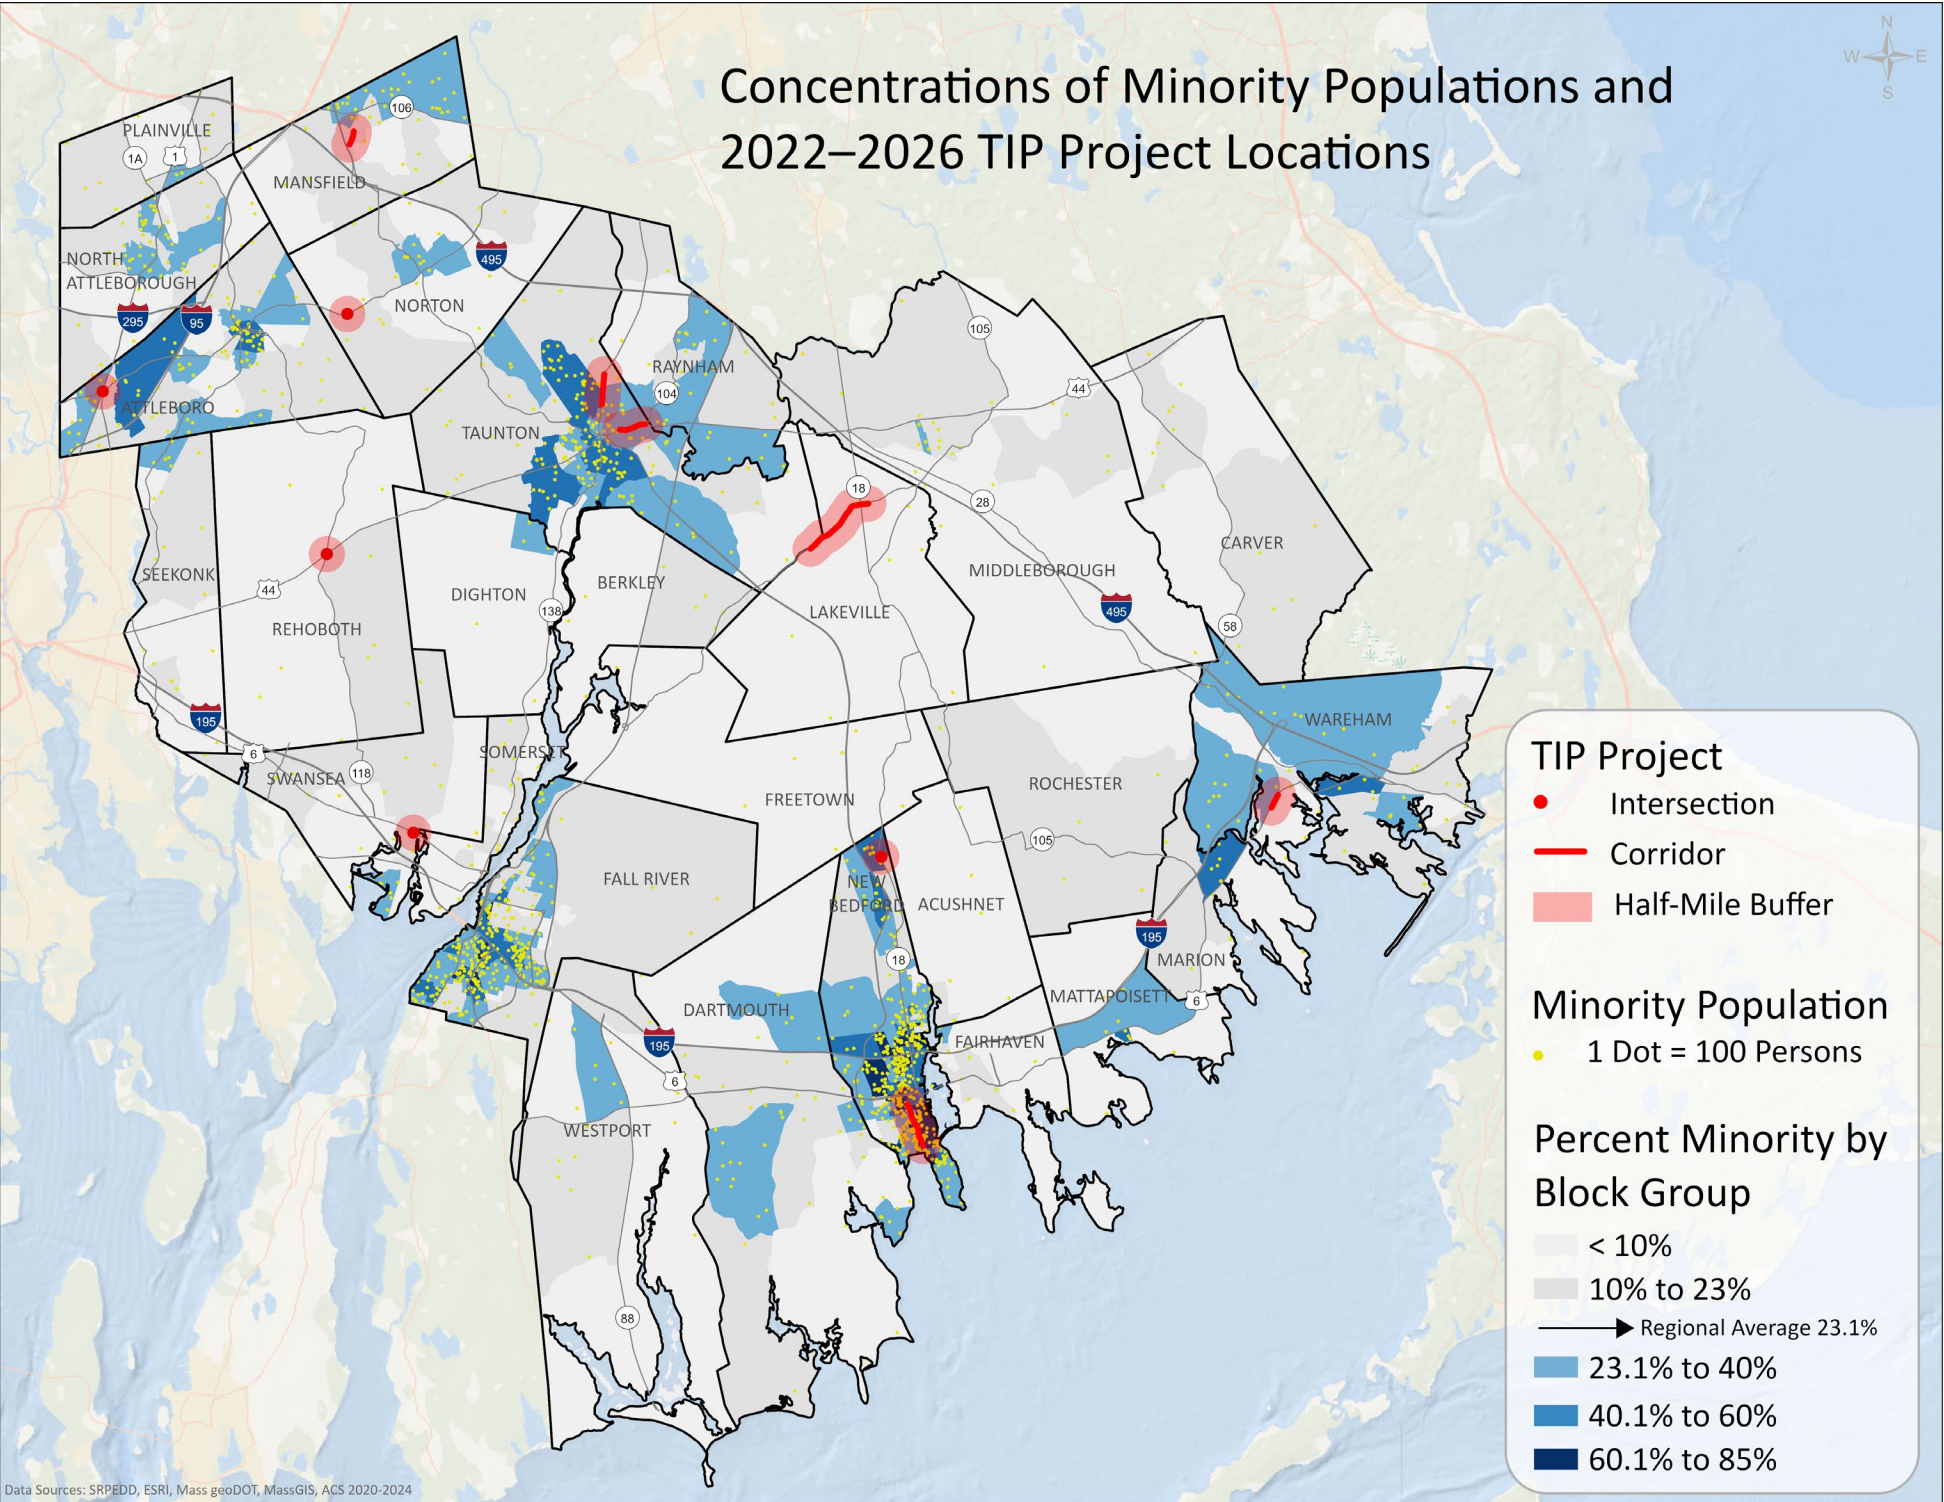 Concentrations of Minority Populations and
2022–2026 TIP Project Locations
N
W
E
S
106
PLAINVILLE
1A
1
MANSFIELD
NORTH
ATTLEBOROUGH
495
295
95
NORTON
105
RAYNHAM
104
44
ATTLEBORO
TAUNTON
18
28
SEEKONK
44
CARVER
MIDDLEBOROUGH
BERKLEY
DIGHTON
138
495
LAKEVILLE
REHOBOTH
58
195
6
WAREHAM
SOMERSET
SWANSEA
118
ROCHESTER
FREETOWN
105
FALL RIVER
NEW
BEDFORD
ACUSHNET
195
18
MARION
MATTAPOISETT
6
DARTMOUTH
195
FAIRHAVEN
6
WESTPORT
88
TIP Project
Intersection
Corridor
Half-Mile Buffer
Minority Population
1 Dot = 100 Persons
Percent Minority by
Block Group
< 10%
10% to 23%
Regional Average 23.1%
23.1% to 40%
40.1% to 60%
60.1% to 85%
Data Sources: SRPEDD, ESRI, Mass geoDOT, MassGIS, ACS 2020-2024